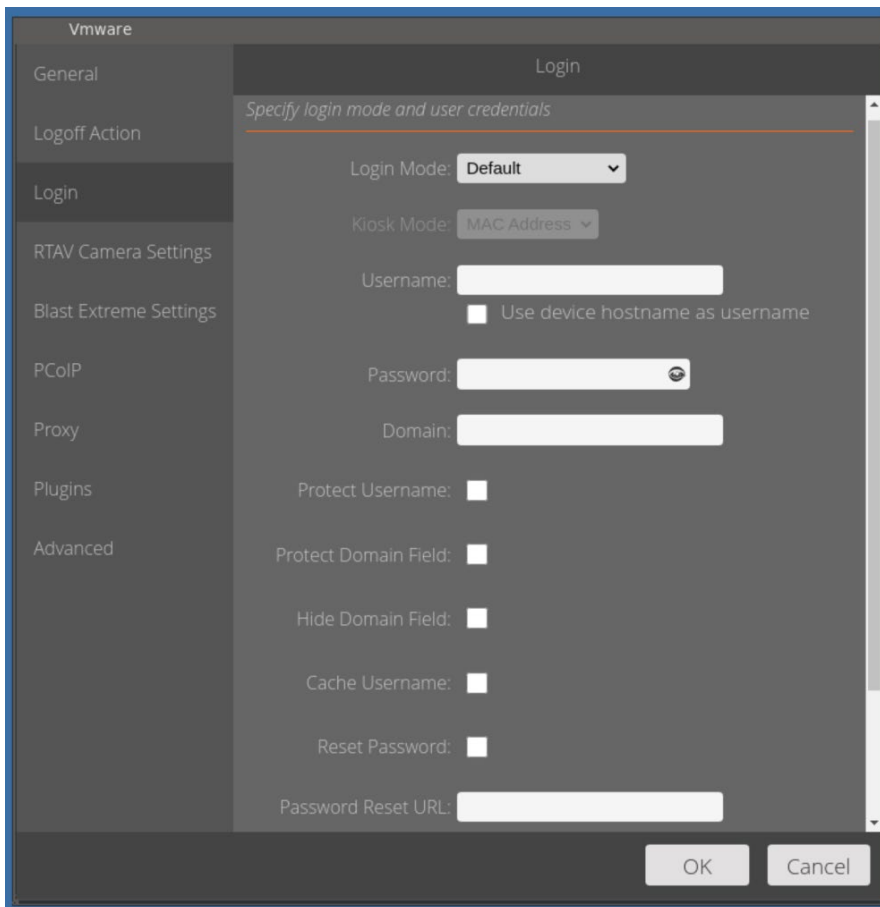 Vmware
General
Logoff Action
Login
RTAV Camera Settings
Blast Extreme Settings
PCoIP
Proxy
Plugins
Advanced
Login
Specify login mode and user credentials
Login Mode: Default
Kiosk Mode: MAC Address
Username:
Use device hostname as username
Password:
Domain:
Protect Username:
Protect Domain Field:
Hide Domain Field:
Cache Username:
Reset Password:
Password Reset URL:
OK Cancel